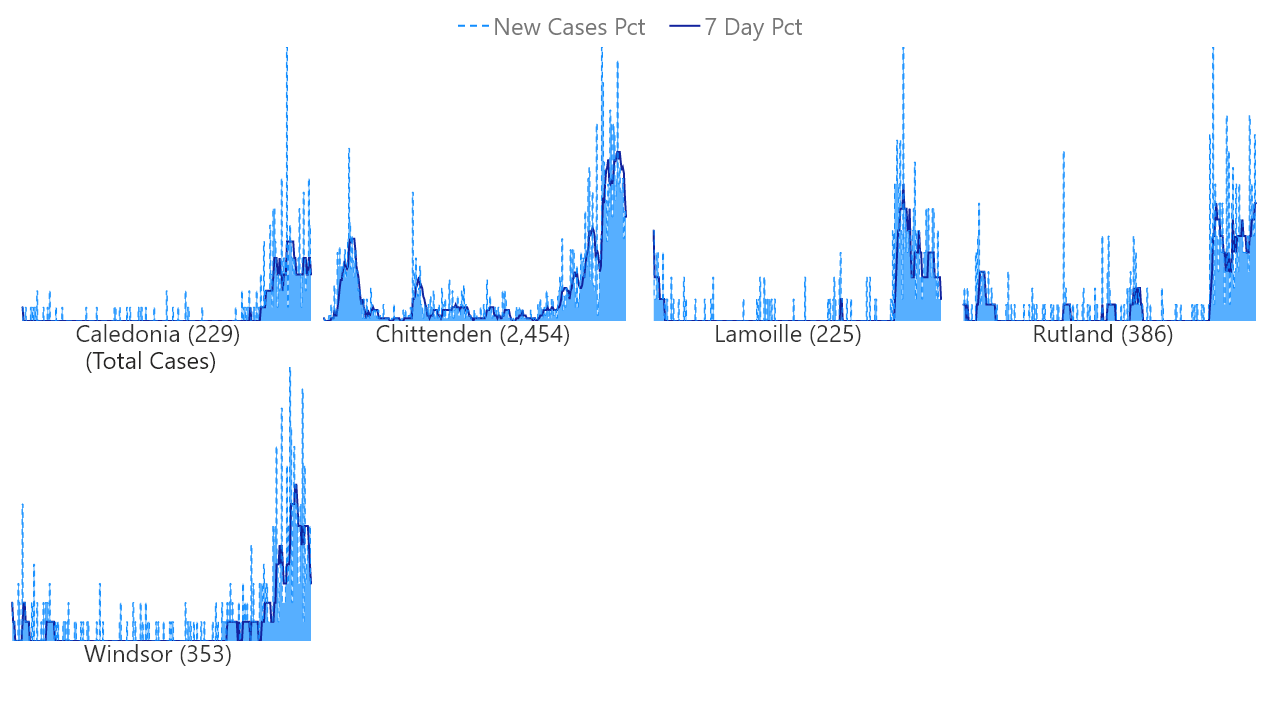 New Cases Pct 7 Day Pct
Caledonia (229)
(Total Cases)
Chittenden (2,454)
Lamoille (225)
Rutland (386)
Windsor (353)